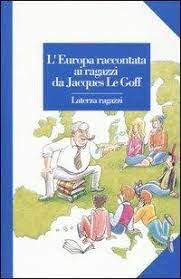 L'Europa raccontata
ai ragazzi
da Jacques Le Goff
Laterza ragazzi